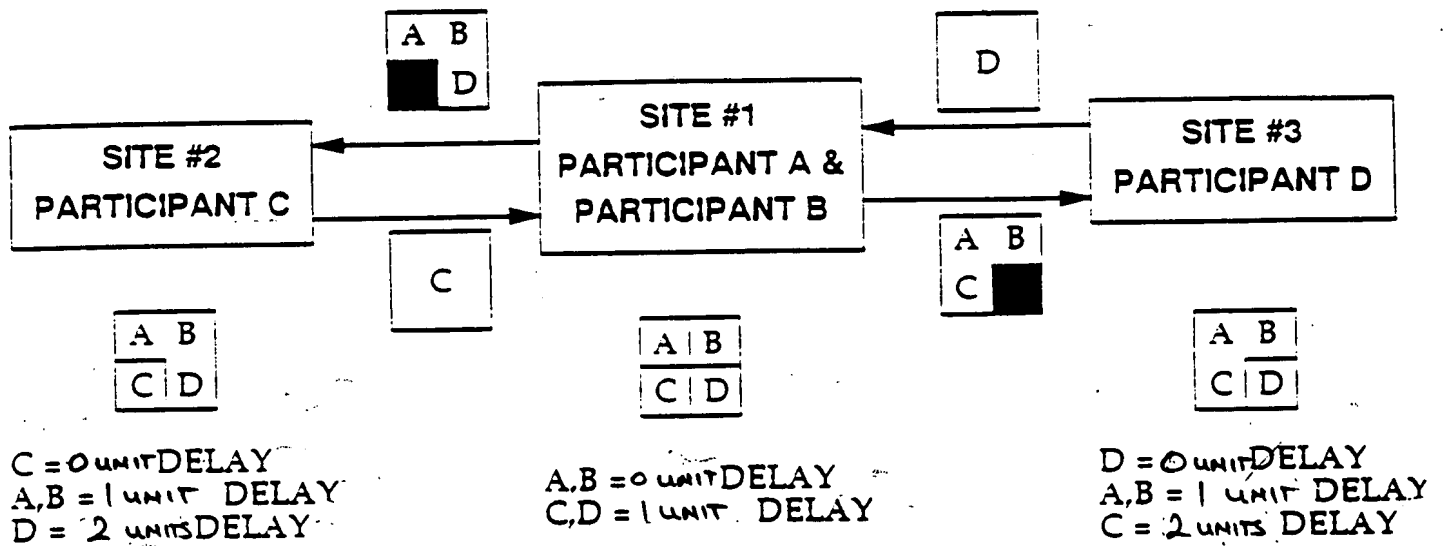 A B
D
D
SITE #2
PARTICIPANT C
SITE #1
PARTICIPANT A &
PARTICIPANT B
SITE #3
PARTICIPANT D
C
A B
C
A B
C D
A B
C D
A B
C D
C = 0 UNIT DELAY
A,B = 1 UNIT DELAY
D = 2 UNITS DELAY
A,B = 0 UNIT DELAY
C,D = 1 UNIT DELAY
D = 0 UNIT DELAY
A,B = 1 UNIT DELAY
C = 2 UNITS DELAY